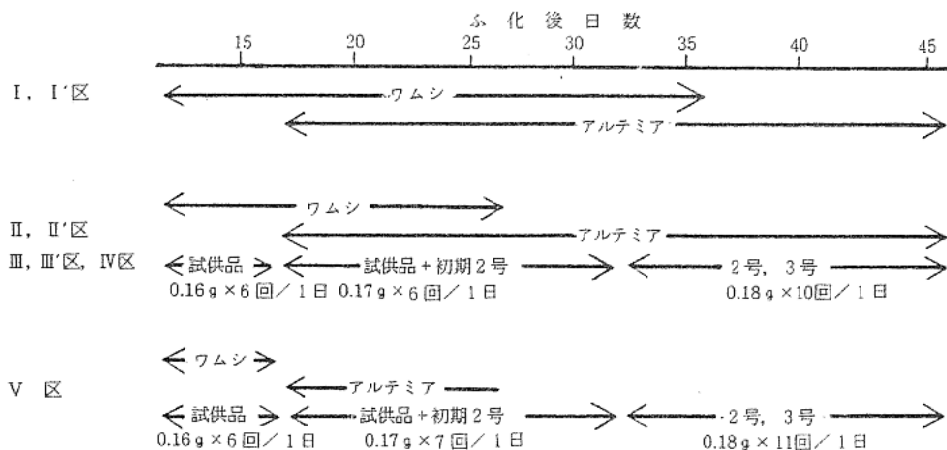 ふ化後日数
15 20 25 30 35 40 45
Ⅰ，Ⅰ′区
ワムシ
アルテミア
ワムシ
Ⅱ，Ⅱ′区
アルテミア
Ⅲ，Ⅲ′区，Ⅳ区 試供品 試供品＋初期２号 ２号，３号
0.16ｇ×６回／１日 0.17ｇ×６回／１日 0.18ｇ×10回／１日
ワムシ
Ⅴ 区
アルテミア
試供品 試供品＋初期２号 ２号，３号
0.16ｇ×６回／１日 0.17ｇ×７回／１日 0.18ｇ×11回／１日